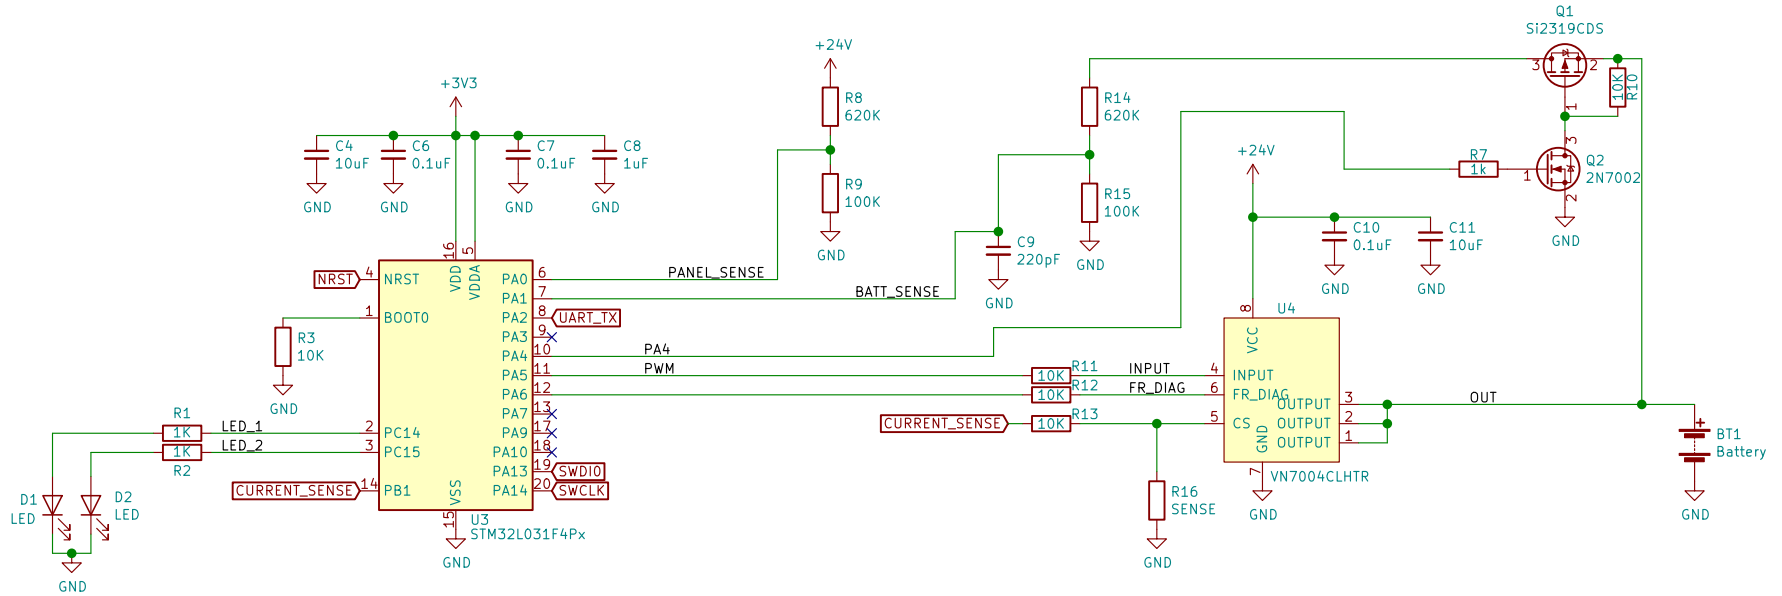 Q1
Si2319CDS
3
2
1
10K
R10
+24V
R8
620K
R14
620K
+3V3
C4
10uF
C6
0.1uF
C7
0.1uF
C8
1uF
GND
GND
GND
GND
R9
100K
GND
R15
100K
GND
C9
220pF
GND
+24V
R7
1k
3
1
2
Q2
2N7002
GND
C10
0.1uF
C11
10uF
GND
GND
16
5
VDD
VDDA
NRST
4
NRST
1
BOOT0
R3
10K
GND
PA0
6
PANEL_SENSE
PA1
7
BATT_SENSE
PA2
8
UART_TX
PA3
9
PA4
10
PA4
PA5
11
PWM
PA6
12
PA7
13
PA9
17
PA10
18
PA13
19
SWDIO
PA14
20
SWCLK
R1
1K
LED_1
2
PC14
1K
R2
LED_2
3
PC15
CURRENT_SENSE
14
PB1
VSS
15
U3
STM32L031F4Px
GND
D1
LED
D2
LED
GND
10K
R11
INPUT
10K
R12
FR_DIAG
CURRENT_SENSE
10K
R13
R16
SENSE
GND
8
U4
VCC
4
INPUT
6
FR_DIAG
5
CS
GND
7
OUTPUT
3
OUTPUT
2
OUTPUT
1
VN7004CLHTR
GND
OUT
+
BT1
Battery
GND